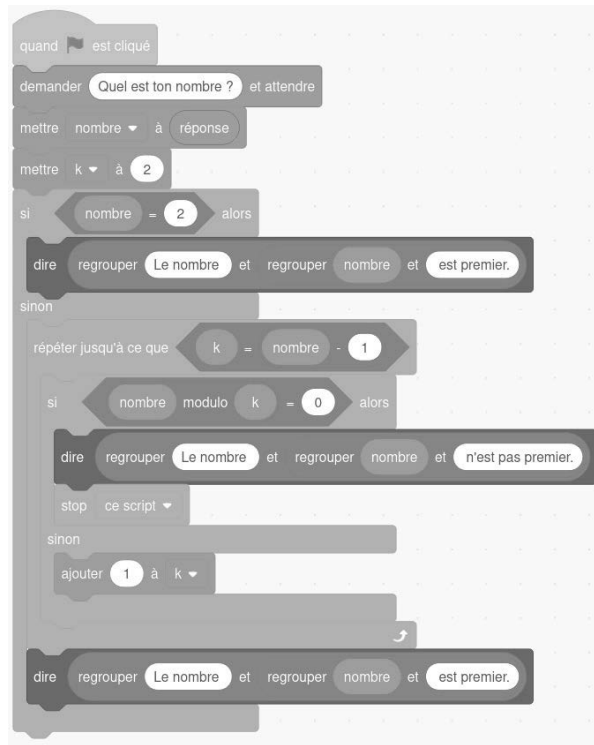 quand est cliqué
demander Quel est ton nombre ? et attendre
mettre nombre à réponse
mettre k à 2
si nombre = 2 alors
dire regrouper Le nombre et regrouper nombre et est premier.
sinon
répéter jusqu'à ce que k = nombre - 1
si nombre modulo k = 0 alors
dire regrouper Le nombre et regrouper nombre et n'est pas premier.
stop ce script
sinon
ajouter 1 à k
dire regrouper Le nombre et regrouper nombre et est premier.